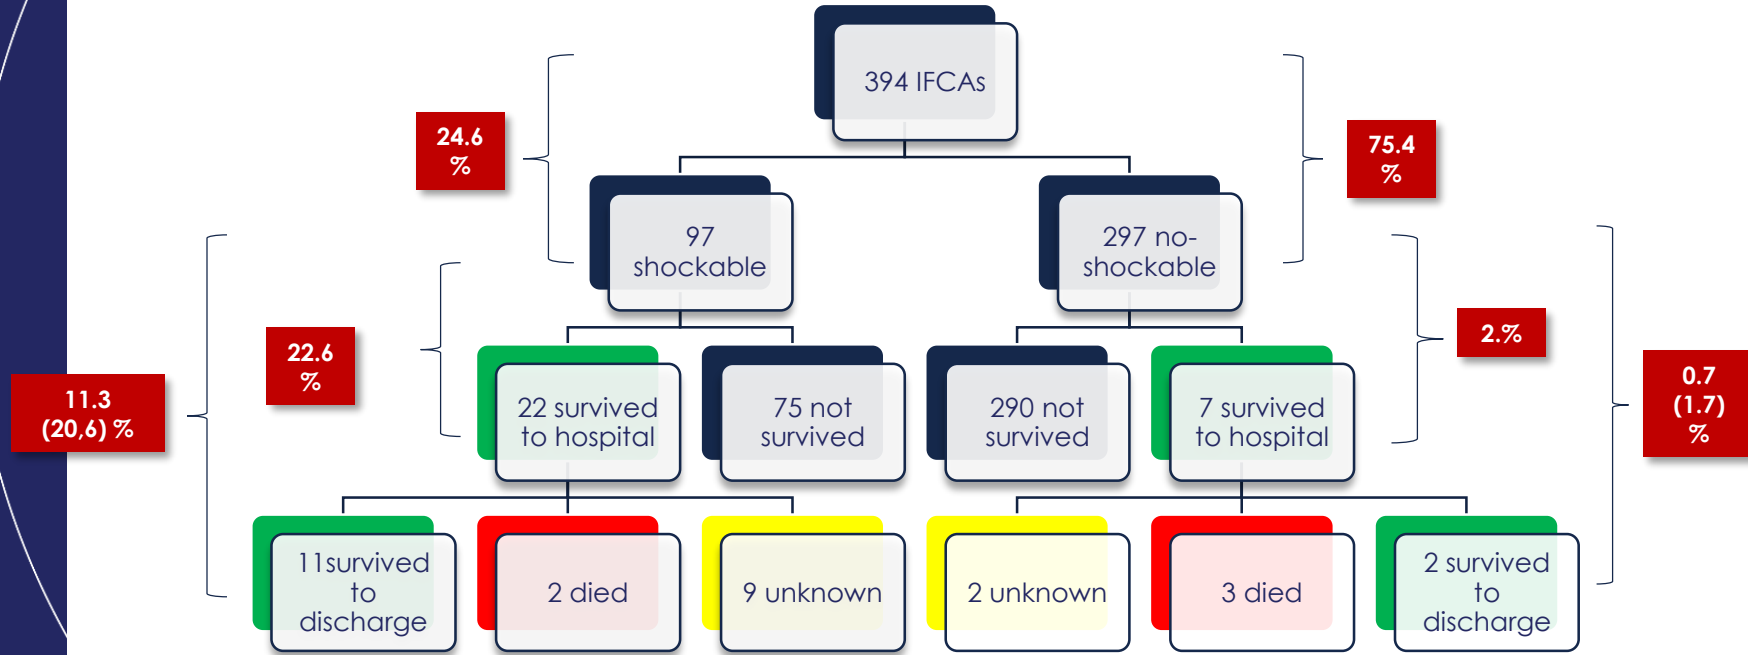 394 IFCAs
24.6
%
75.4
%
97
shockable
297 no-
shockable
22.6
%
2.%
11.3
(20,6) %
0.7
(1.7)
%
22 survived
to hospital
75 not
survived
290 not
survived
7 survived
to hospital
11survived
to
discharge
2 died
9 unknown
2 unknown
3 died
2 survived
to
discharge